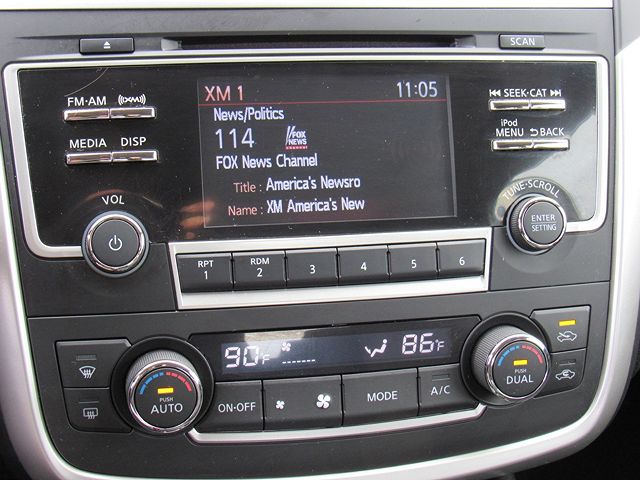 SCAN
FM·AM ((XM)) XM 1 11:05 SEEK·CAT
News/Politics
114 FOX NEWS channel
iPod
MEDIA DISP MENU BACK
FOX News Channel
Title : America's Newsro
Name : XM America's New
VOL TUNE·SCROLL
ENTER
SETTING
RPT RDM
1 2 3 4 5 6
90°F 86°F
PUSH
AUTO
ON·OFF MODE A/C
PUSH
DUAL